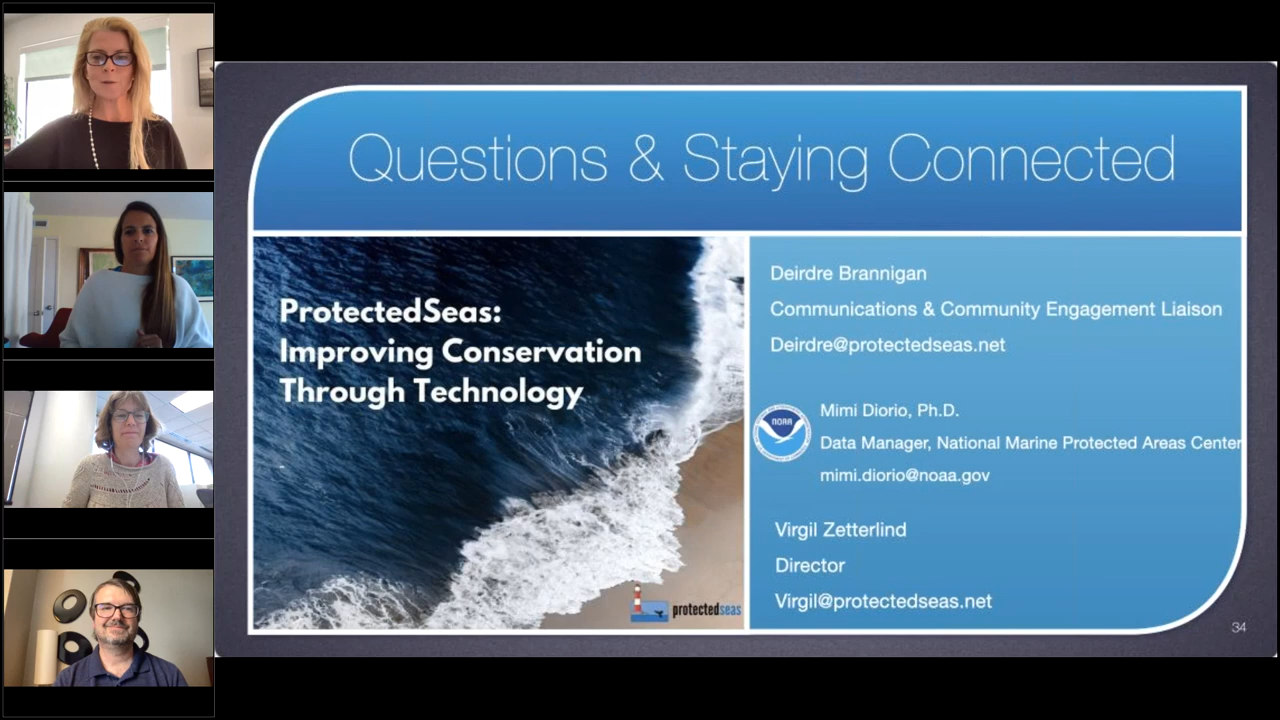 Questions & Staying Connected
ProtectedSeas:
Improving Conservation
Through Technology
protectedseas
Deirdre Brannigan
Communications & Community Engagement Liaison
Deirdre@protectedseas.net
NOAA
Mimi Diorio, Ph.D.
Data Manager, National Marine Protected Areas Center
mimi.diorio@noaa.gov
Virgil Zetterlind
Director
Virgil@protectedseas.net
34